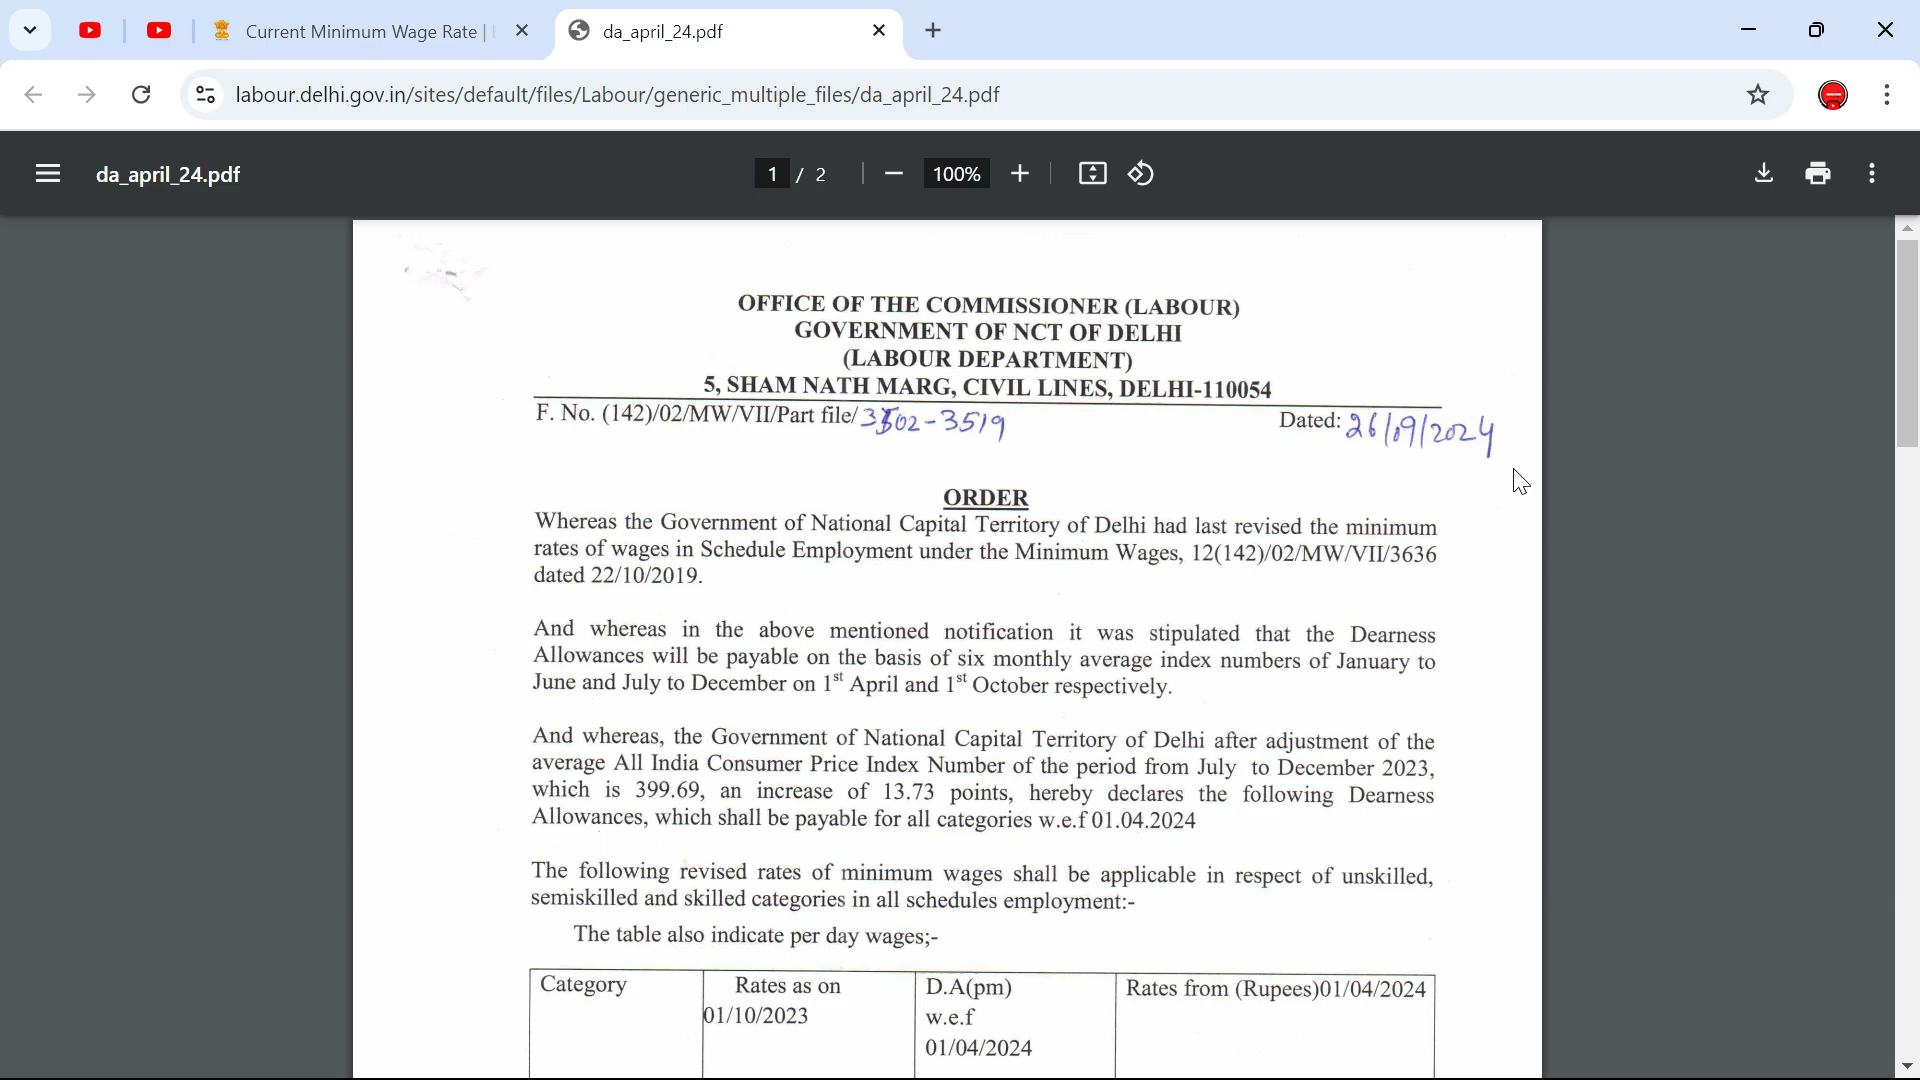 Current Minimum Wage Rate |
da_april_24.pdf
labour.delhi.gov.in/sites/default/files/Labour/generic_multiple_files/da_april_24.pdf
da_april_24.pdf
1 / 2
100%
OFFICE OF THE COMMISSIONER (LABOUR)
GOVERNMENT OF NCT OF DELHI
(LABOUR DEPARTMENT)
5, SHAM NATH MARG, CIVIL LINES, DELHI-110054
F. No. (142)/02/MW/VII/Part file/3502-3519 Dated: 26/09/2024
ORDER
Whereas the Government of National Capital Territory of Delhi had last revised the minimum
rates of wages in Schedule Employment under the Minimum Wages, 12(142)/02/MW/VII/3636
dated 22/10/2019.
And whereas in the above mentioned notification it was stipulated that the Dearness
Allowances will be payable on the basis of six monthly average index numbers of January to
June and July to December on 1st April and 1st October respectively.
And whereas, the Government of National Capital Territory of Delhi after adjustment of the
average All India Consumer Price Index Number of the period from July to December 2023,
which is 399.69, an increase of 13.73 points, hereby declares the following Dearness
Allowances, which shall be payable for all categories w.e.f 01.04.2024
The following revised rates of minimum wages shall be applicable in respect of unskilled,
semiskilled and skilled categories in all schedules employment:-
The table also indicate per day wages;-
Category Rates as on D.A(pm) Rates from (Rupees)01/04/2024
01/10/2023 w.e.f
01/04/2024